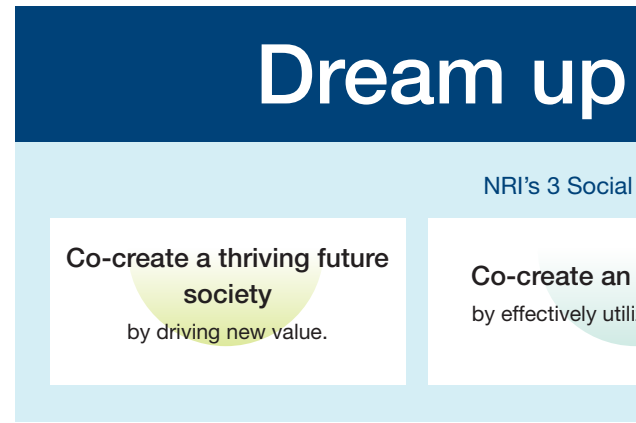 Dream up
NRI's 3 Social
Co-create a thriving future
society
by driving new value.
Co-create an
by effectively